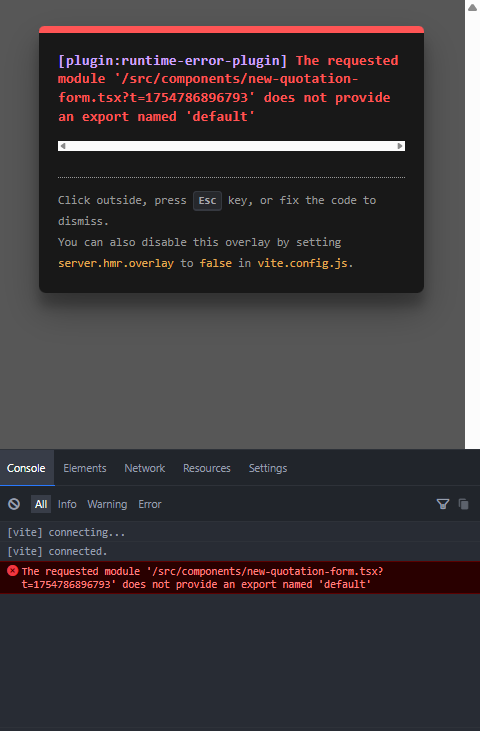 [plugin:runtime-error-plugin] The requested
module '/src/components/new-quotation-
form.tsx?t=1754786896793' does not provide
an export named 'default'
Click outside, press Esc key, or fix the code to
dismiss.
You can also disable this overlay by setting
server.hmr.overlay to false in vite.config.js.
Console Elements Network Resources Settings
All Info Warning Error
[vite] connecting...
[vite] connected.
The requested module '/src/components/new-quotation-form.tsx?
t=1754786896793' does not provide an export named 'default'